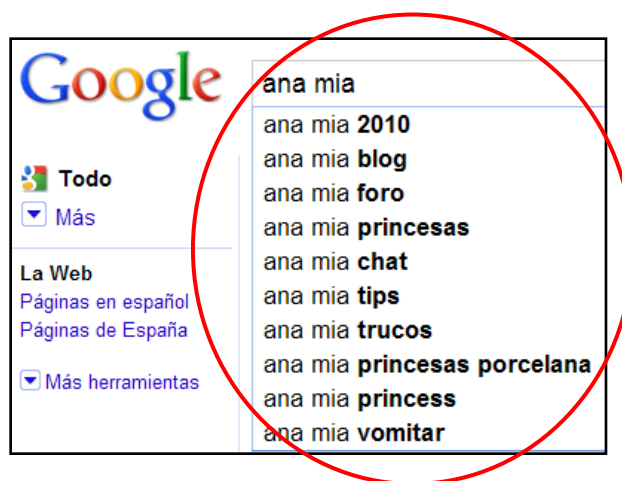 Google
ana mia
ana mia 2010
ana mia blog
ana mia foro
ana mia princesas
ana mia chat
ana mia tips
ana mia trucos
ana mia princesas porcelana
ana mia princess
ana mia vomitar
Todo
Más
La Web
Páginas en español
Páginas de España
Más herramientas